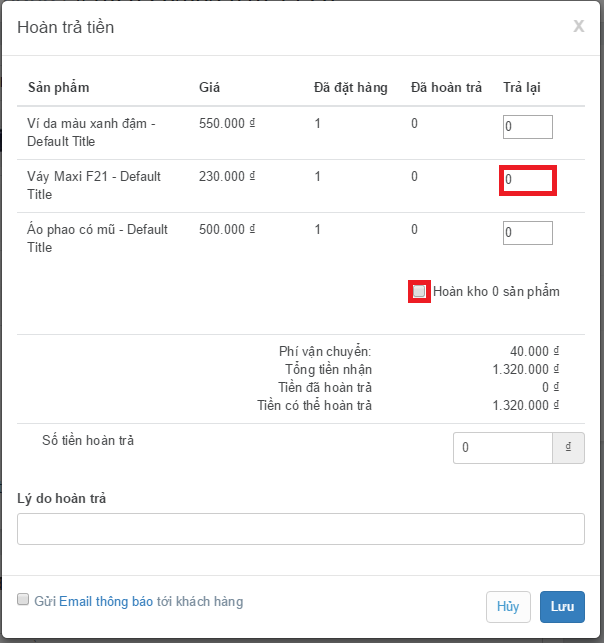 Hoàn trả tiền X
Sản phẩm Giá Đã đặt hàng Đã hoàn trả Trả lại
Ví da màu xanh đậm - 550.000 ₫ 1 0 0
Default Title
Váy Maxi F21 - Default 230.000 ₫ 1 0 0
Title
Áo phao có mũ - Default 500.000 ₫ 1 0 0
Title
Hoàn kho 0 sản phẩm
Phí vận chuyển: 40.000 ₫
Tổng tiền nhận 1.320.000 ₫
Tiền đã hoàn trả 0 ₫
Tiền có thể hoàn trả 1.320.000 ₫
Số tiền hoàn trả 0 ₫
Lý do hoàn trả
Gửi Email thông báo tới khách hàng Hủy Lưu